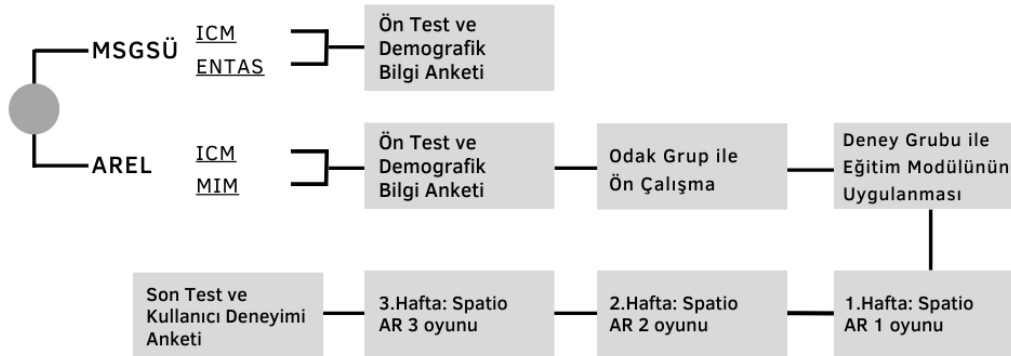 MSGSÜ
ICM
ENTAS
Ön Test ve
Demografik
Bilgi Anketi
AREL
ICM
MIM
Ön Test ve
Demografik
Bilgi Anketi
Odak Grup ile
Ön Çalışma
Deney Grubu ile
Eğitim Modülünün
Uygulanması
1.Hafta: Spatio
AR 1 oyunu
2.Hafta: Spatio
AR 2 oyunu
3.Hafta: Spatio
AR 3 oyunu
Son Test ve
Kullanıcı Deneyimi
Anketi